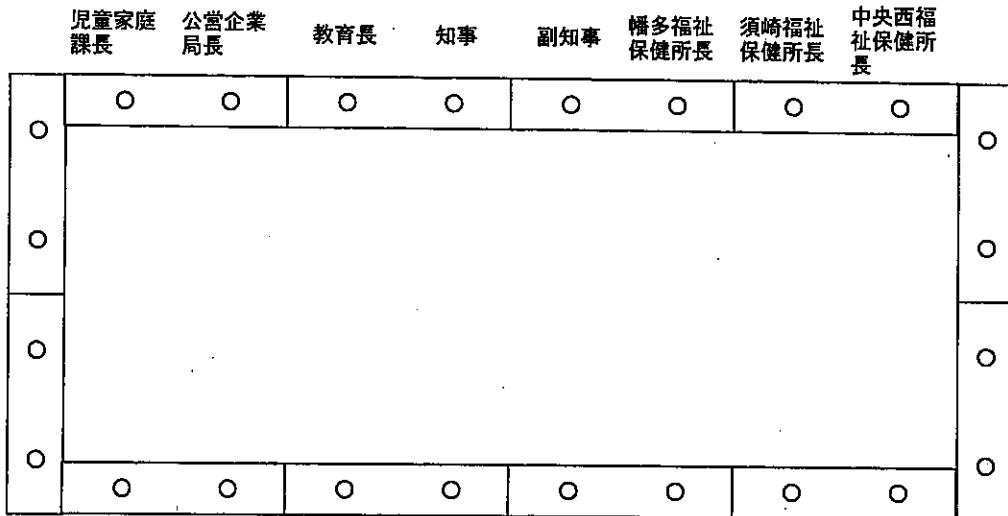 児童家庭
課長
公営企業
局長
教育長
知事
副知事
幡多福祉
保健所長
須崎福祉
保健所長
中央西福
祉保健所
長